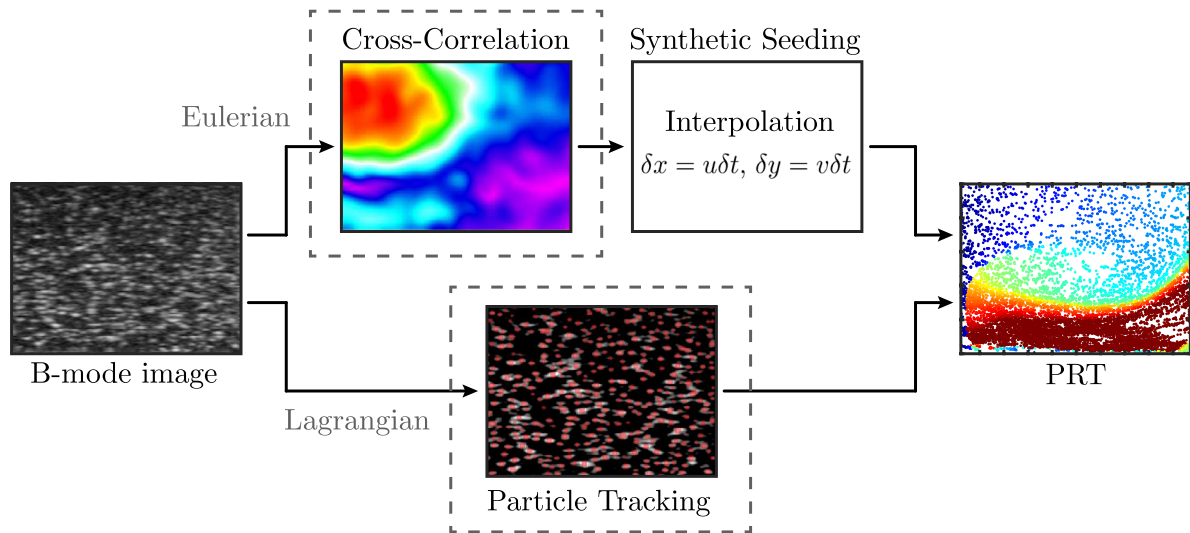 Cross-Correlation
Synthetic Seeding
Eulerian
Interpolation
δx = uδt, δy = vδt
B-mode image
PRT
Lagrangian
Particle Tracking